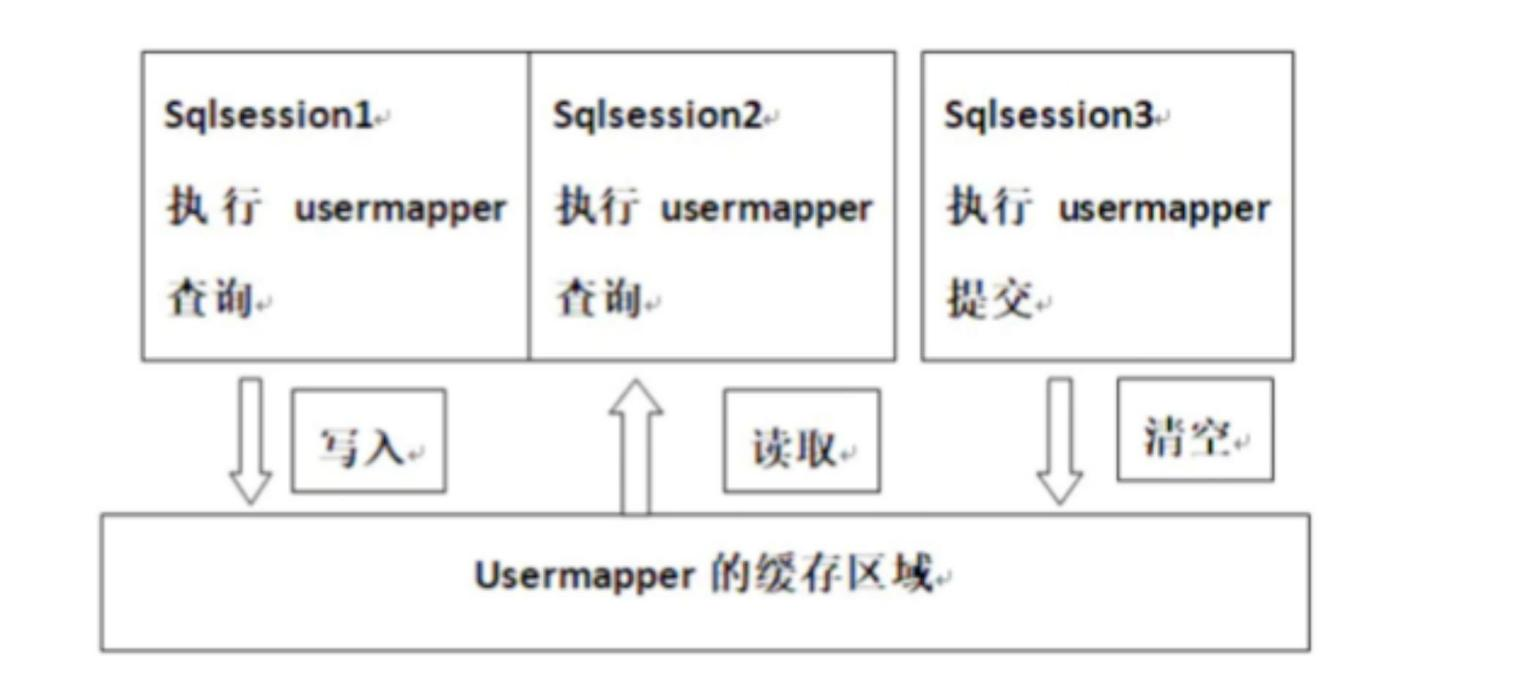 Sqlsession1
执行 usermapper
查询
Sqlsession2
执行 usermapper
查询
Sqlsession3
执行 usermapper
提交
写入
读取
清空
Usermapper 的缓存区域